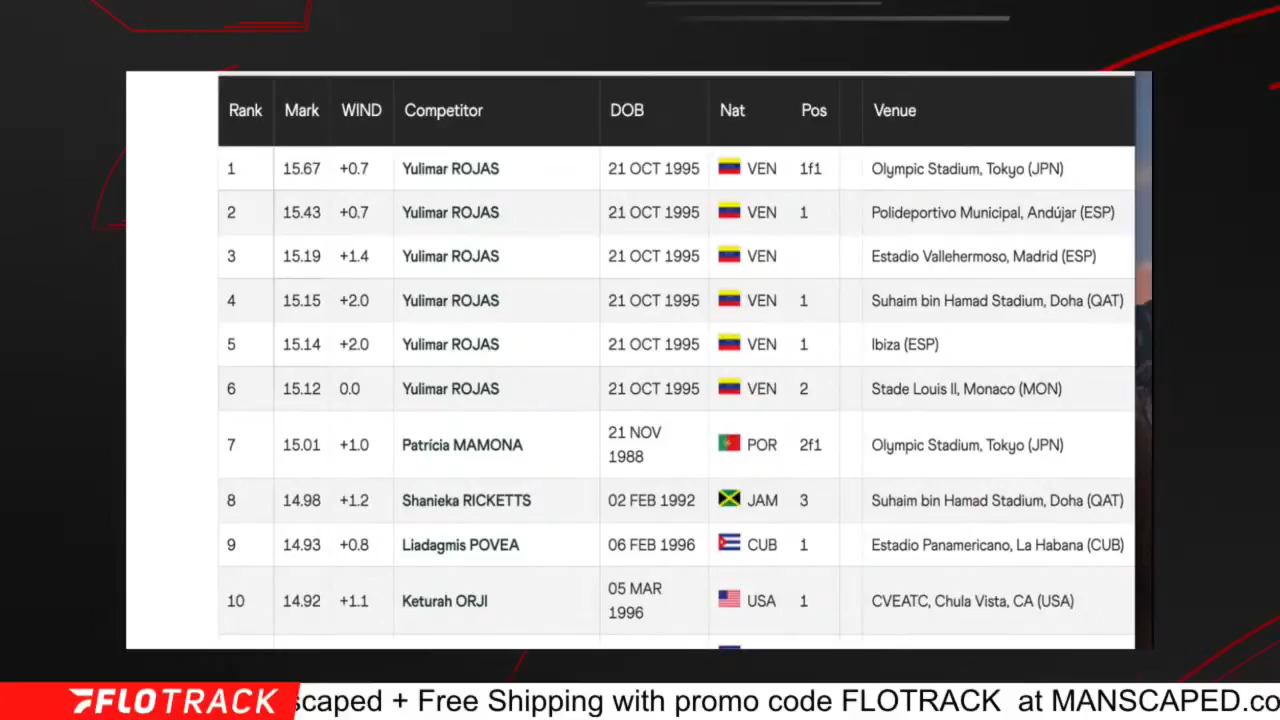 Rank Mark WIND Competitor DOB Nat Pos Venue
1 15.67 +0.7 Yulimar ROJAS 21 OCT 1995 VEN 1f1 Olympic Stadium, Tokyo (JPN)
2 15.43 +0.7 Yulimar ROJAS 21 OCT 1995 VEN 1 Polideportivo Municipal, Andújar (ESP)
3 15.19 +1.4 Yulimar ROJAS 21 OCT 1995 VEN Estadio Vallehermoso, Madrid (ESP)
4 15.15 +2.0 Yulimar ROJAS 21 OCT 1995 VEN 1 Suhaim bin Hamad Stadium, Doha (QAT)
5 15.14 +2.0 Yulimar ROJAS 21 OCT 1995 VEN 1 Ibiza (ESP)
6 15.12 0.0 Yulimar ROJAS 21 OCT 1995 VEN 2 Stade Louis II, Monaco (MON)
7 15.01 +1.0 Patrícia MAMONA 21 NOV 1988 POR 2f1 Olympic Stadium, Tokyo (JPN)
8 14.98 +1.2 Shanieka RICKETTS 02 FEB 1992 JAM 3 Suhaim bin Hamad Stadium, Doha (QAT)
9 14.93 +0.8 Liadagmis POVEA 06 FEB 1996 CUB 1 Estadio Panamericano, La Habana (CUB)
10 14.92 +1.1 Keturah ORJI 05 MAR 1996 USA 1 CVEATC, Chula Vista, CA (USA)
FLOTRACK scaped + Free Shipping with promo code FLOTRACK at MANSCAPED.co